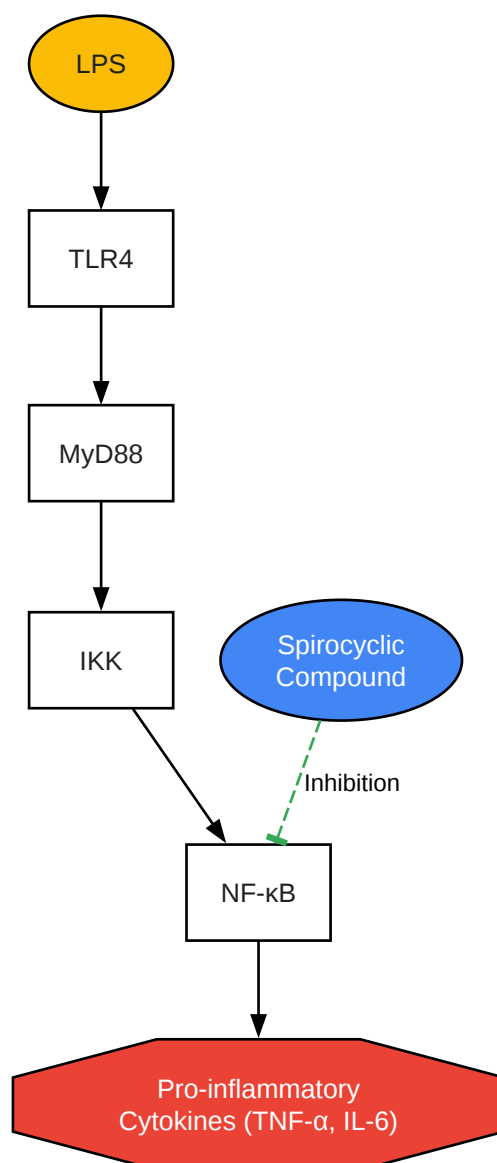 LPS
TLR4
MyD88
IKK
Spirocyclic
Compound
Inhibition
NF-κB
Pro-inflammatory
Cytokines (TNF-α, IL-6)